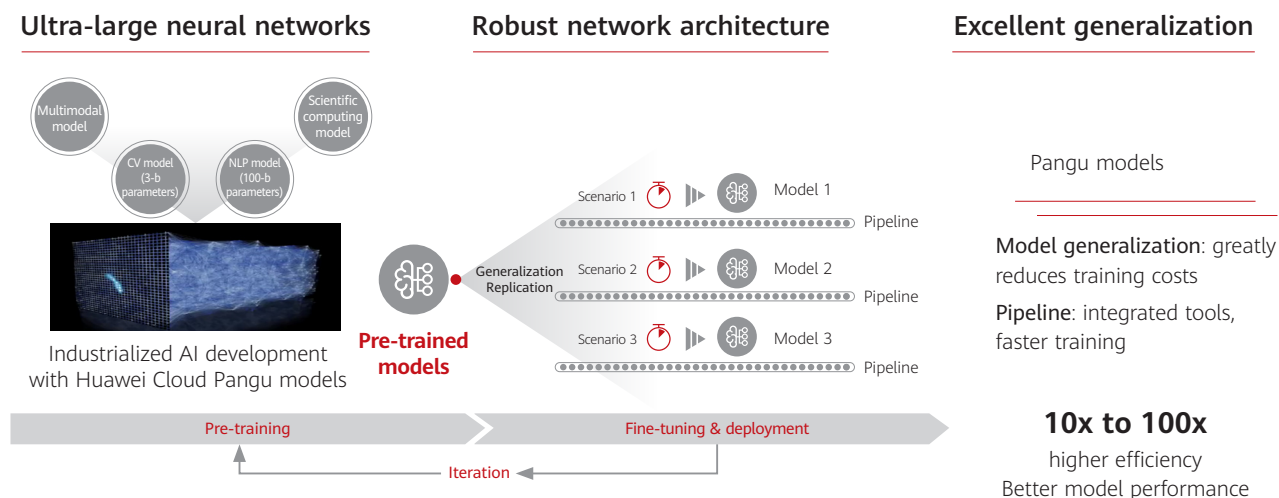 Ultra-large neural networks
Multimodal
model
Scientific
computing
model
CV model
(3-b
parameters)
NLP model
(100-b
parameters)
Industrialized AI development
with Huawei Cloud Pangu models
Robust network architecture
Pre-trained
models
Generalization
Replication
Scenario 1
Model 1
Pipeline
Scenario 2
Model 2
Pipeline
Scenario 3
Model 3
Pipeline
Excellent generalization
Pangu models
Model generalization: greatly
reduces training costs
Pipeline: integrated tools,
faster training
10x to 100x
higher efficiency
Better model performance
Pre-training
Fine-tuning & deployment
Iteration